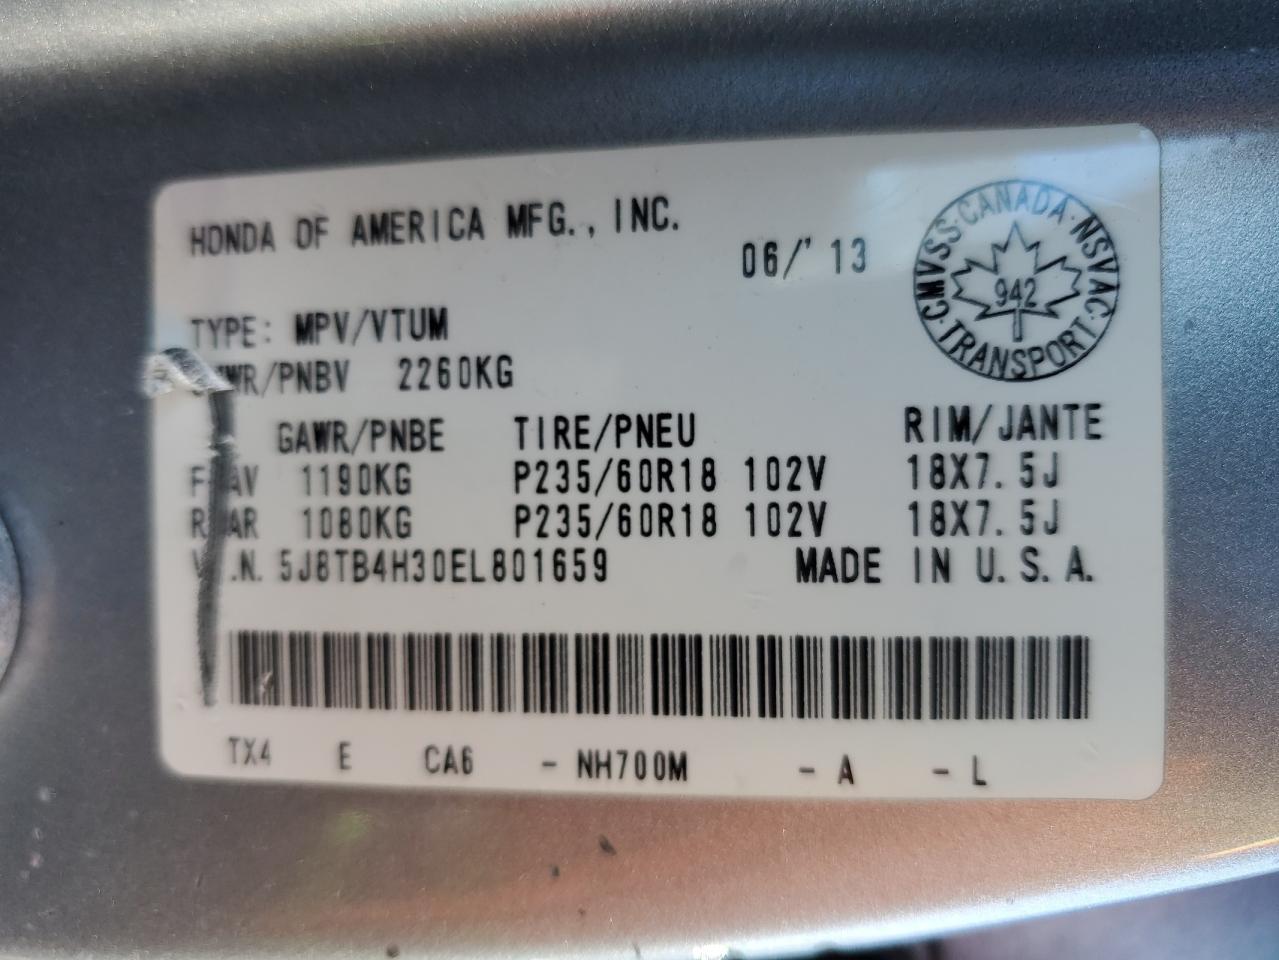 HONDA OF AMERICA MFG., INC.
06/'13
CMVSS·CANADA·NSVAC·TRANSPORT·
942
TYPE: MPV/VTUM
/PNBV 2260KG
GAWR/PNBE TIRE/PNEU RIM/JANTE
F/AV 1190KG P235/60R18 102V 18X7.5J
R/AR 1080KG P235/60R18 102V 18X7.5J
V.I.N. 5J8TB4H30EL801659 MADE IN U.S.A.
TX4 E CA6 - NH700M - A - L